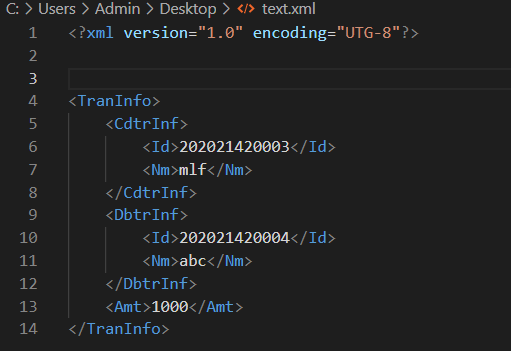 C: > Users > Admin > Desktop > text.xml
1 <?xml version="1.0" encoding="UTG-8"?>
2
3
4 <TranInfo>
5     <CdtrInf>
6         <Id>202021420003</Id>
7         <Nm>mlf</Nm>
8     </CdtrInf>
9     <DbtrInf>
10         <Id>202021420004</Id>
11         <Nm>abc</Nm>
12     </DbtrInf>
13     <Amt>1000</Amt>
14 </TranInfo>